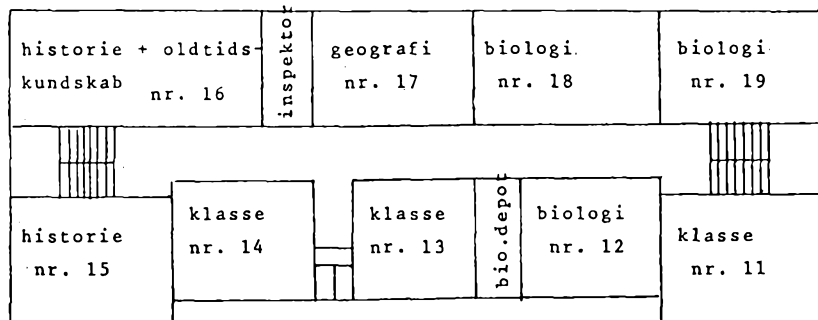 historie + oldtids-
kundskab nr. 16
inspektor
geografi
nr. 17
biologi
nr. 18
biologi
nr. 19
historie
nr. 15
klasse
nr. 14
klasse
nr. 13
bio.depot
biologi
nr. 12
klasse
nr. 11